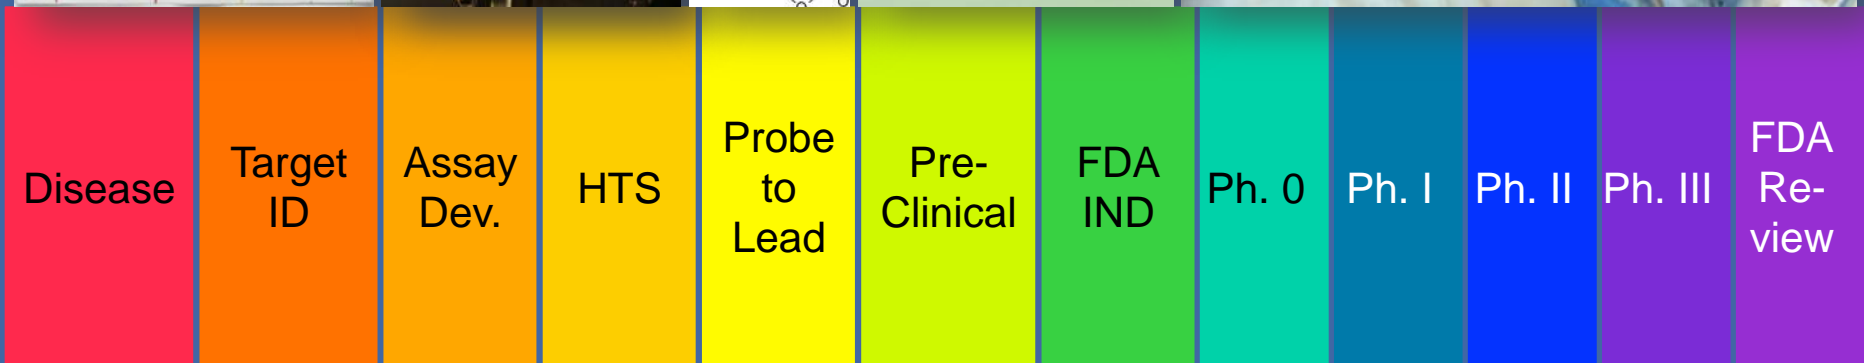 Disease
Target
ID
Assay
Dev.
HTS
Probe
to
Lead
Pre-
Clinical
FDA
IND
Ph. 0
Ph. I
Ph. II
Ph. III
FDA
Re-
view